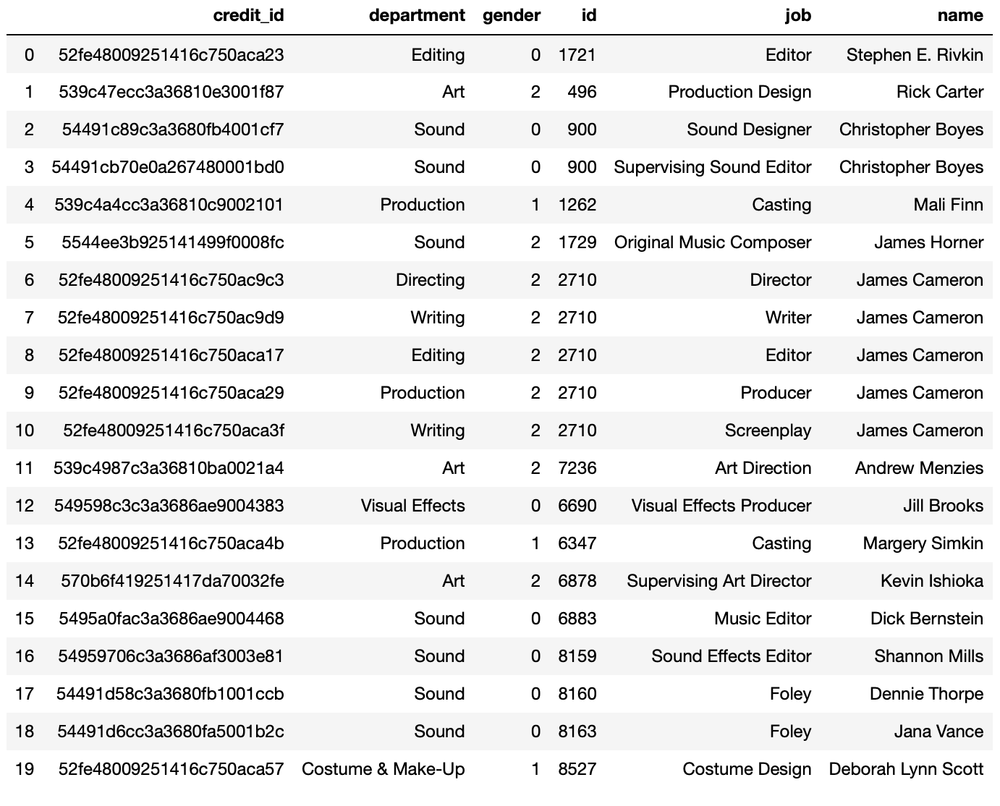 credit_id department gender id job name
0 52fe48009251416c750aca23 Editing 0 1721 Editor Stephen E. Rivkin
1 539c47ecc3a36810e3001f87 Art 2 496 Production Design Rick Carter
2 54491c89c3a3680fb4001cf7 Sound 0 900 Sound Designer Christopher Boyes
3 54491cb70e0a267480001bd0 Sound 0 900 Supervising Sound Editor Christopher Boyes
4 539c4a4cc3a36810c9002101 Production 1 1262 Casting Mali Finn
5 5544ee3b925141499f0008fc Sound 2 1729 Original Music Composer James Horner
6 52fe48009251416c750ac9c3 Directing 2 2710 Director James Cameron
7 52fe48009251416c750ac9d9 Writing 2 2710 Writer James Cameron
8 52fe48009251416c750aca17 Editing 2 2710 Editor James Cameron
9 52fe48009251416c750aca29 Production 2 2710 Producer James Cameron
10 52fe48009251416c750aca3f Writing 2 2710 Screenplay James Cameron
11 539c4987c3a36810ba0021a4 Art 2 7236 Art Direction Andrew Menzies
12 549598c3c3a3686ae9004383 Visual Effects 0 6690 Visual Effects Producer Jill Brooks
13 52fe48009251416c750aca4b Production 1 6347 Casting Margery Simkin
14 570b6f419251417da70032fe Art 2 6878 Supervising Art Director Kevin Ishioka
15 5495a0fac3a3686ae9004468 Sound 0 6883 Music Editor Dick Bernstein
16 54959706c3a3686af3003e81 Sound 0 8159 Sound Effects Editor Shannon Mills
17 54491d58c3a3680fb1001ccb Sound 0 8160 Foley Dennie Thorpe
18 54491d6cc3a3680fa5001b2c Sound 0 8163 Foley Jana Vance
19 52fe48009251416c750aca57 Costume & Make-Up 1 8527 Costume Design Deborah Lynn Scott